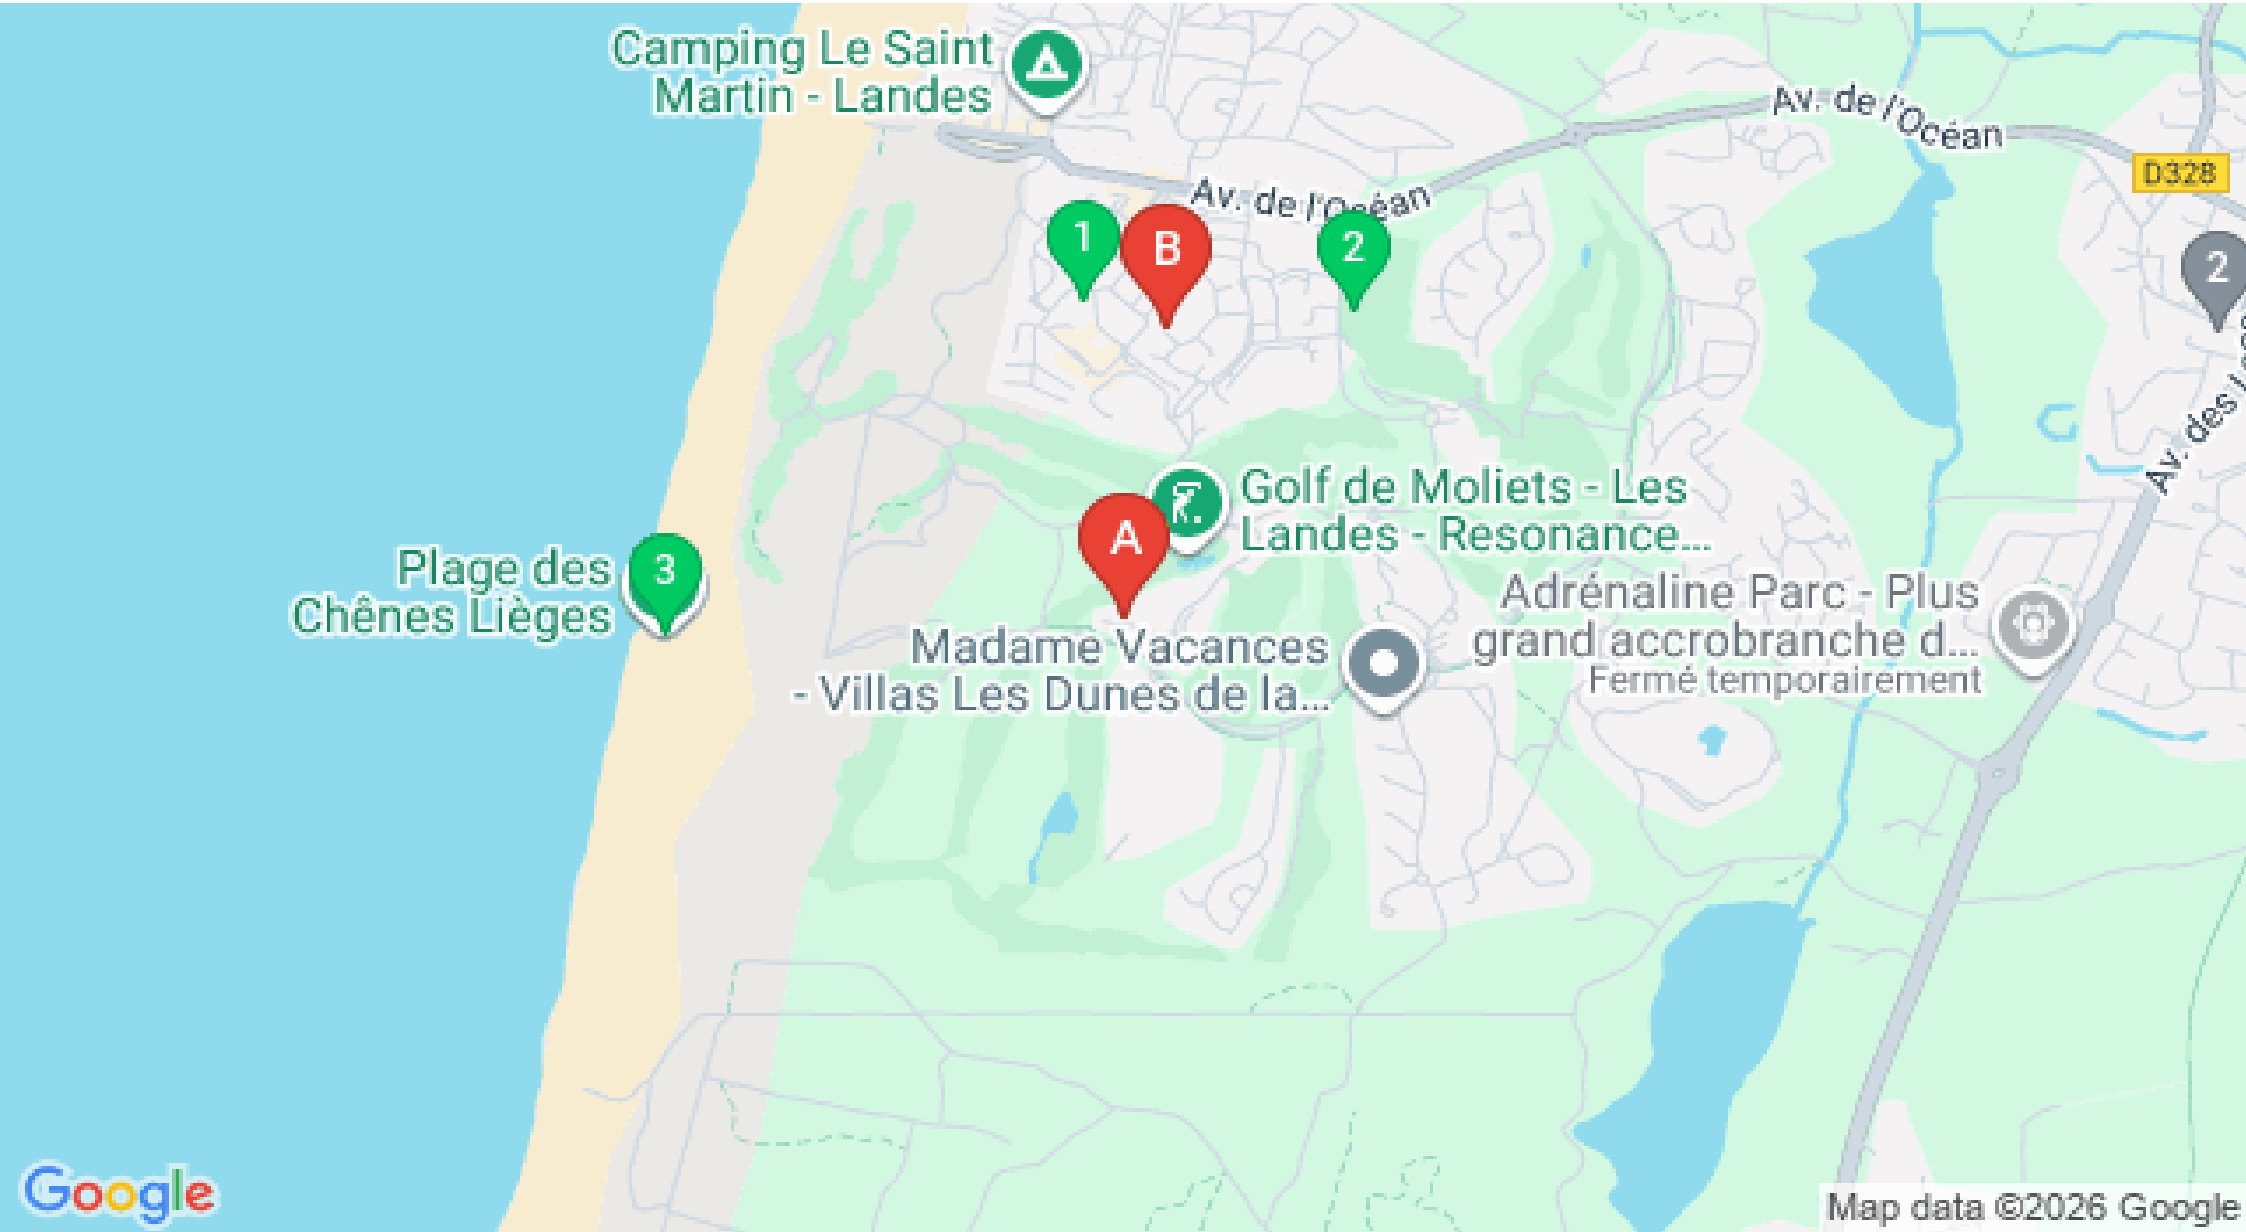 Camping Le Saint
Martin - Landes
Av. de l'Océan
D328
Av. de l'Océan
1
B
2
2
Av. des
Golf de Moliets - Les
Landes - Resonance...
A
Plage des
Chênes Lièges
3
Adrénaline Parc - Plus
grand accrobranche d...
Fermé temporairement
Madame Vacances
- Villas Les Dunes de la...
Google
Map data ©2026 Google